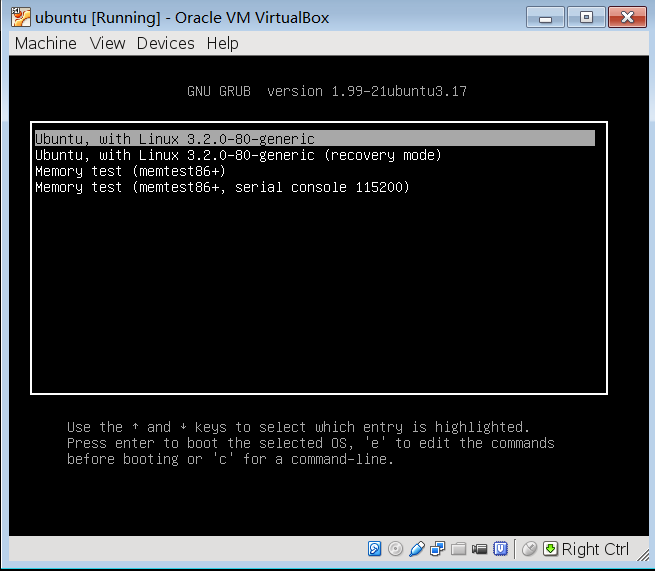 ubuntu [Running] - Oracle VM VirtualBox
Machine View Devices Help
GNU GRUB version 1.99-21ubuntu3.17
Ubuntu, with Linux 3.2.0-80-generic
Ubuntu, with Linux 3.2.0-80-generic (recovery mode)
Memory test (memtest86+)
Memory test (memtest86+, serial console 115200)
Use the ↑ and ↓ keys to select which entry is highlighted.
Press enter to boot the selected OS, 'e' to edit the commands
before booting or 'c' for a command-line.
Right Ctrl